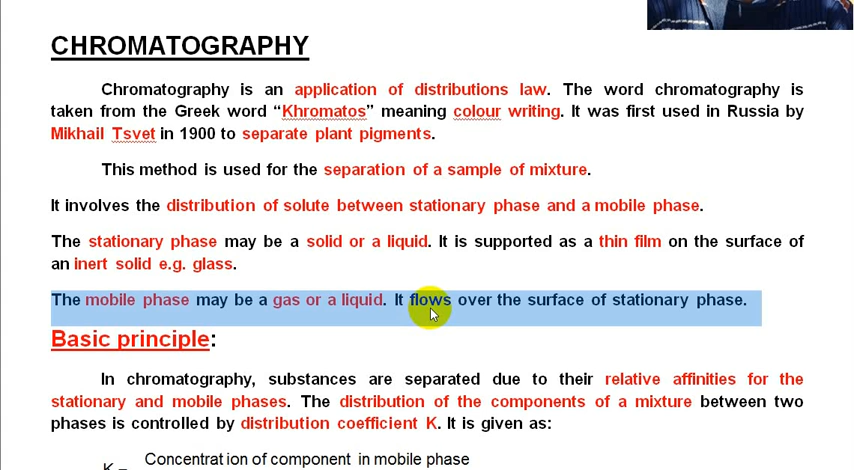 CHROMATOGRAPHY
Chromatography is an application of distributions law. The word chromatography is
taken from the Greek word “Khromatos” meaning colour writing. It was first used in Russia by
Mikhail Tsvet in 1900 to separate plant pigments.
This method is used for the separation of a sample of mixture.
It involves the distribution of solute between stationary phase and a mobile phase.
The stationary phase may be a solid or a liquid. It is supported as a thin film on the surface of
an inert solid e.g. glass.
The mobile phase may be a gas or a liquid. It flows over the surface of stationary phase.
Basic principle:
In chromatography, substances are separated due to their relative affinities for the
stationary and mobile phases. The distribution of the components of a mixture between two
phases is controlled by distribution coefficient K. It is given as:
Concentration of component in mobile phase
K =